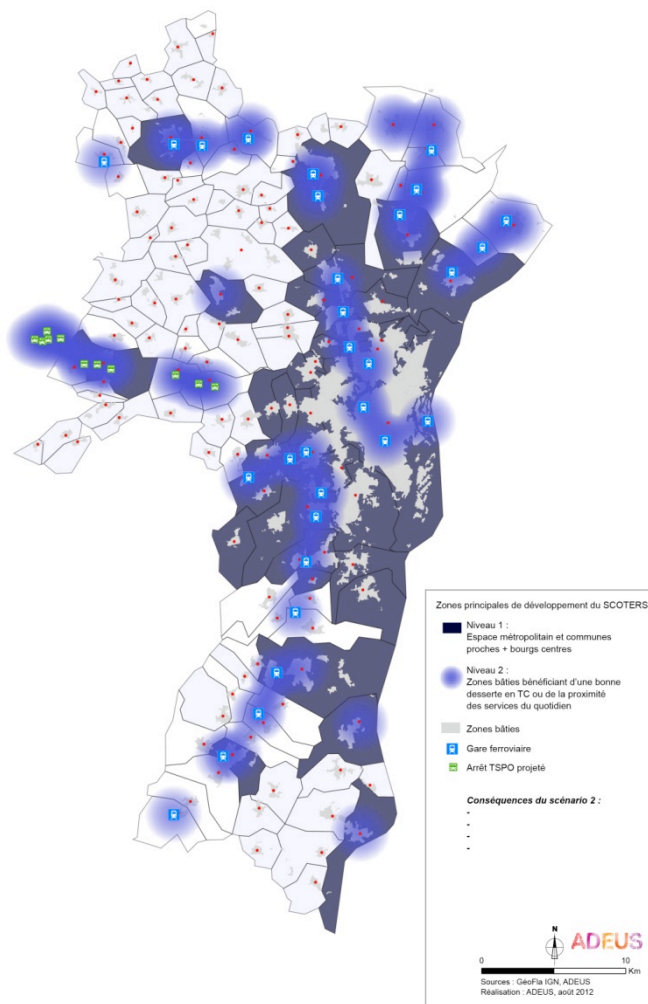 Zones principales de développement du SCOTERS
Niveau 1 :
Espace métropolitain et communes
proches + bourgs centres
Niveau 2 :
Zones bâties bénéficiant d'une bonne
desserte en TC ou de la proximité
des services du quotidien
Zones bâties
Gare ferroviaire
Arrêt TSPO projeté
Conséquences du scénario 2 :
-
-
-
-
N
ADEUS
0 10
Km
Sources : GéoFla IGN, ADEUS
Réalisation : ADEUS, août 2012